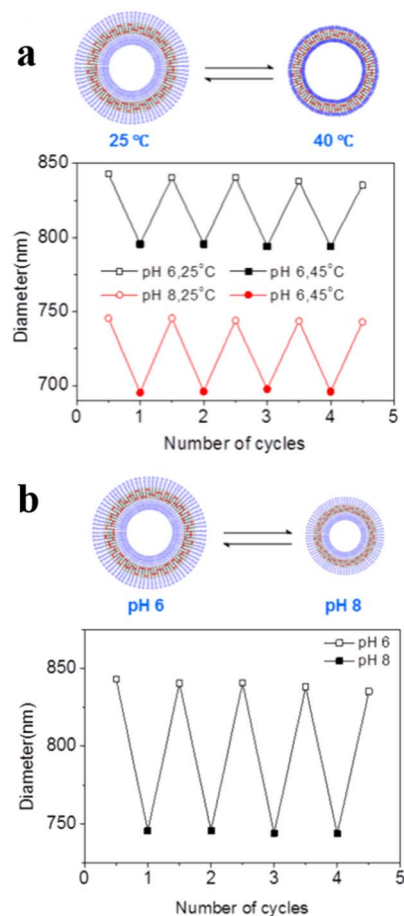 a
25 ℃ 40 ℃
850
800
750
700
Diameter(nm)
pH 6,25°C pH 6,45°C
pH 8,25°C pH 6,45°C
0 1 2 3 4 5
Number of cycles
b
pH 6 pH 8
850
800
750
Diameter(nm)
pH 6
pH 8
0 1 2 3 4 5
Number of cycles